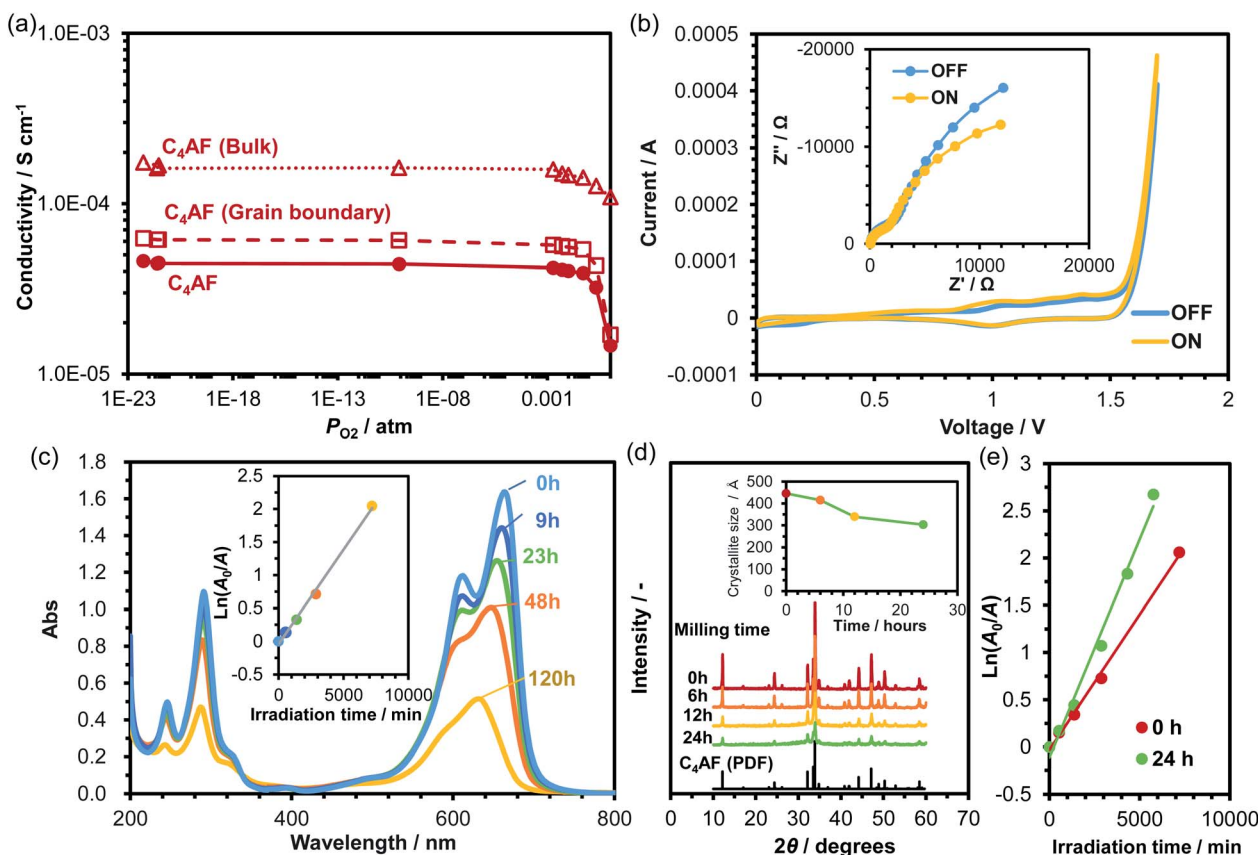 (a)
1.0E-03
1.0E-04
1.0E-05
Conductivity / S cm⁻¹
C₄AF (Bulk)
C₄AF (Grain boundary)
C₄AF
1E-23
1E-18
1E-13
1E-08
0.001
P_O2 / atm
(b)
0.0005
0.0004
0.0003
0.0002
0.0001
0
-0.0001
Current / A
-20000
-10000
0
Z'' / Ω
OFF
ON
0
10000
20000
Z' / Ω
OFF
ON
0
0.5
1
1.5
2
Voltage / V
(c)
1.8
1.6
1.4
1.2
1.0
0.8
0.6
0.4
0.2
0.0
Abs
2.5
2
1.5
1
0.5
0
-0.5
Ln(A₀/A)
0
5000
10000
Irradiation time / min
0h
9h
23h
48h
120h
200
400
600
800
Wavelength / nm
(d)
Intensity / -
500
400
300
200
100
0
Crystallite size / Å
0
10
20
30
Time / hours
Milling time
0h
6h
12h
24h
C₄AF (PDF)
0
10
20
30
40
50
60
70
2θ / degrees
(e)
3
2.5
2
1.5
1
0.5
0
-0.5
Ln(A₀/A)
0 h
24 h
0
5000
10000
Irradiation time / min